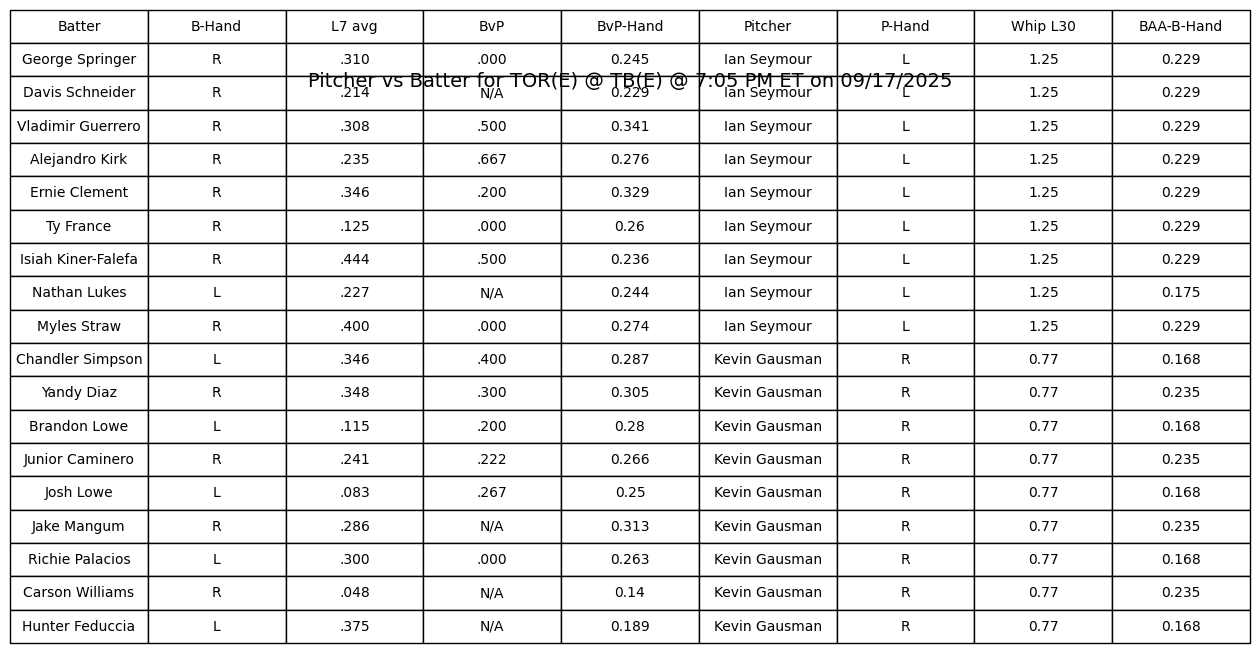 Batter B-Hand L7 avg BvP BvP-Hand Pitcher P-Hand Whip L30 BAA-B-Hand
George Springer R .310 .000 0.245 Ian Seymour L 1.25 0.229
Pitcher vs Batter for TOR(E) @ TB(E) @ 7:05 PM ET on 09/17/2025
Davis Schneider R .214 N/A 0.229 Ian Seymour L 1.25 0.229
Vladimir Guerrero R .308 .500 0.341 Ian Seymour L 1.25 0.229
Alejandro Kirk R .235 .667 0.276 Ian Seymour L 1.25 0.229
Ernie Clement R .346 .200 0.329 Ian Seymour L 1.25 0.229
Ty France R .125 .000 0.26 Ian Seymour L 1.25 0.229
Isiah Kiner-Falefa R .444 .500 0.236 Ian Seymour L 1.25 0.229
Nathan Lukes L .227 N/A 0.244 Ian Seymour L 1.25 0.175
Myles Straw R .400 .000 0.274 Ian Seymour L 1.25 0.229
Chandler Simpson L .346 .400 0.287 Kevin Gausman R 0.77 0.168
Yandy Diaz R .348 .300 0.305 Kevin Gausman R 0.77 0.235
Brandon Lowe L .115 .200 0.28 Kevin Gausman R 0.77 0.168
Junior Caminero R .241 .222 0.266 Kevin Gausman R 0.77 0.235
Josh Lowe L .083 .267 0.25 Kevin Gausman R 0.77 0.168
Jake Mangum R .286 N/A 0.313 Kevin Gausman R 0.77 0.235
Richie Palacios L .300 .000 0.263 Kevin Gausman R 0.77 0.168
Carson Williams R .048 N/A 0.14 Kevin Gausman R 0.77 0.235
Hunter Feduccia L .375 N/A 0.189 Kevin Gausman R 0.77 0.168